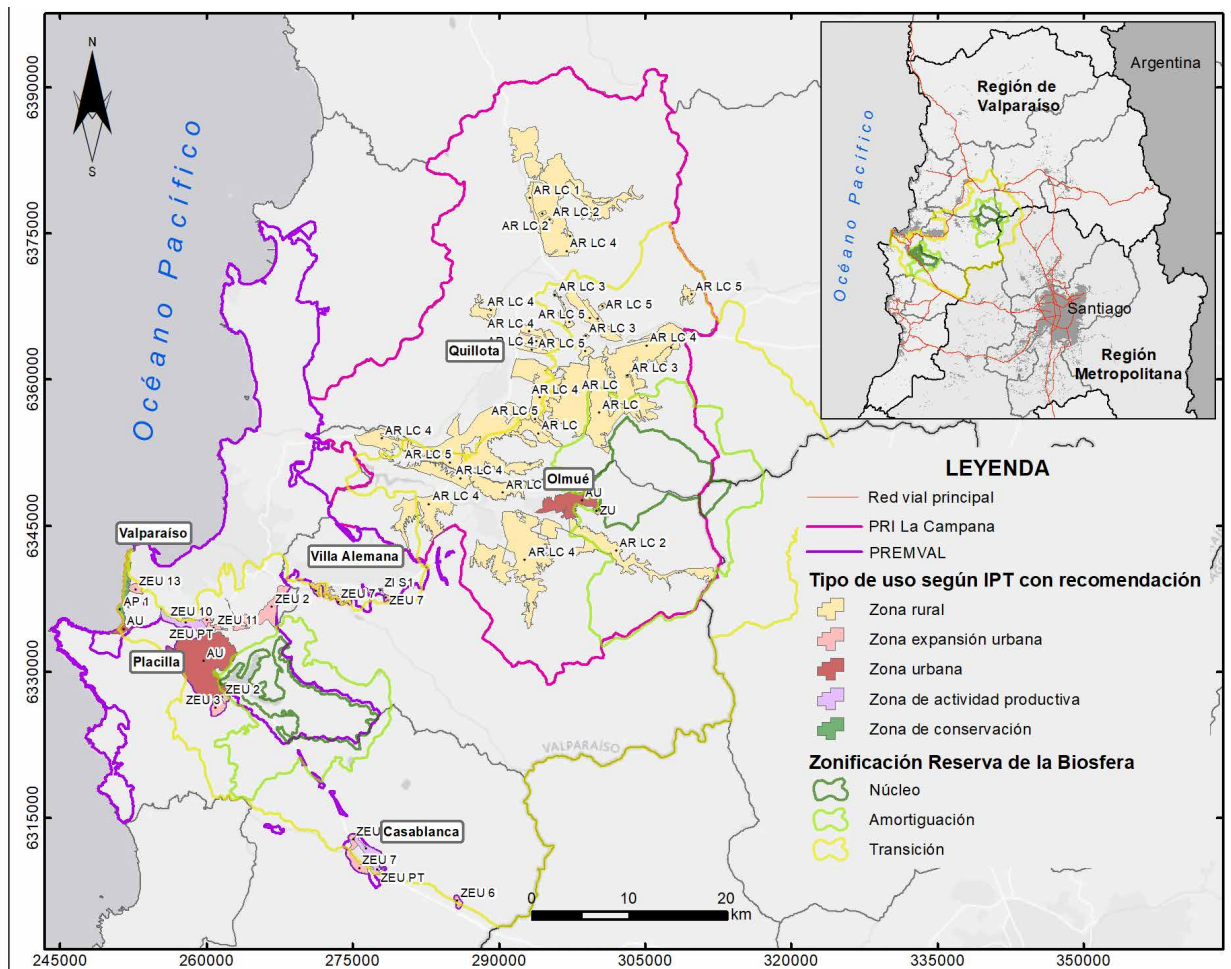 N
S
6390000
6375000
6360000
6345000
6330000
6315000
Océano Pacífico
AR LC 1
AR LC 2
AR LC 2
AR LC 4
AR LC 3
AR LC 5
AR LC 4
AR LC 5
AR LC 5
AR LC 4
AR LC 3
AR LC 4
AR LC 4
AR LC 5
Quillota
AR LC 3
AR LC 4
AR LC
AR LC 5
AR LC
AR LC
AR LC 4
AR LC 5
AR LC 4
AR LC
Olmué
AU
ZU
AR LC 4
AR LC 4
AR LC 2
Valparaíso
Villa Alemana
ZEU 13
AP 1
AU
ZI S1
ZEU 7
ZEU 7
ZEU 2
ZEU 10
ZEU 11
ZEU PT
Placilla
AU
ZEU 2
ZEU 3
VALPARAÍSO
ZEU
Casablanca
ZEU 7
ZEU PT
ZEU 6
0 10 20
km
245000 260000 275000 290000 305000 320000 335000 350000
Argentina
Región de
Valparaíso
Océano Pacífico
Santiago
Región
Metropolitana
LEYENDA
Red vial principal
PRI La Campana
PREMVAL
Tipo de uso según IPT con recomendación
Zona rural
Zona expansión urbana
Zona urbana
Zona de actividad productiva
Zona de conservación
Zonificación Reserva de la Biosfera
Núcleo
Amortiguación
Transición